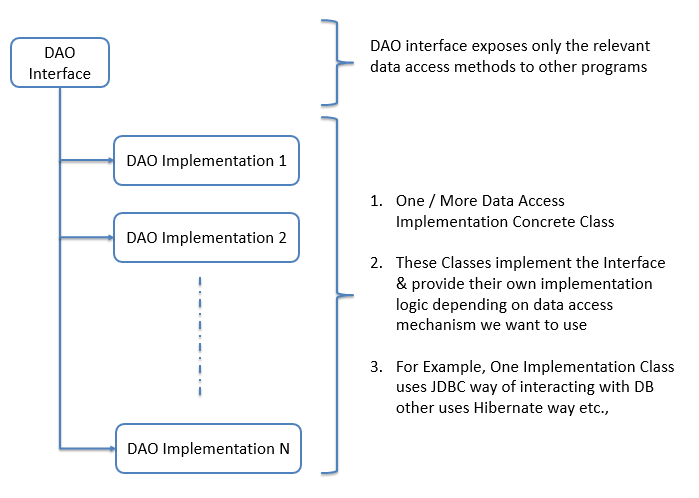 DAO
Interface
DAO interface exposes only the relevant
data access methods to other programs
DAO Implementation 1
DAO Implementation 2
DAO Implementation N
1. One / More Data Access
Implementation Concrete Class
2. These Classes implement the Interface
& provide their own implementation
logic depending on data access
mechanism we want to use
3. For Example, One Implementation Class
uses JDBC way of interacting with DB
other uses Hibernate way etc.,